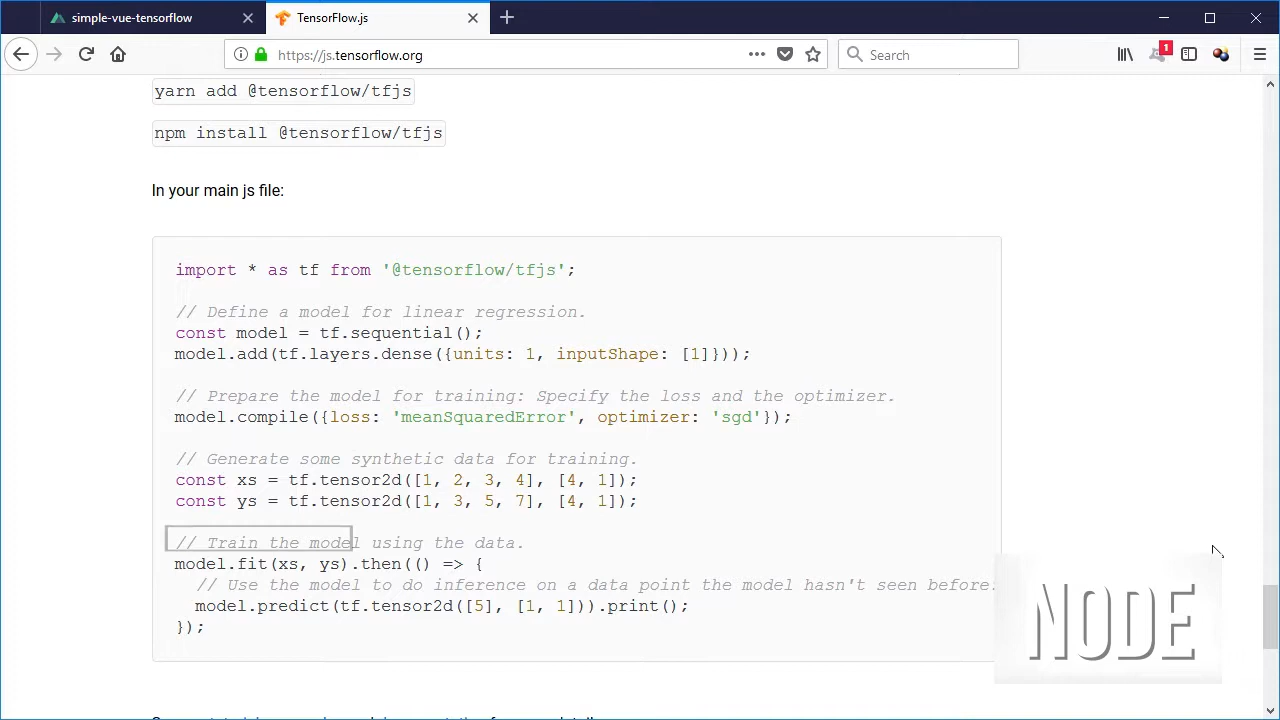 simple-vue-tensorflow
TensorFlow.js
https://js.tensorflow.org
Search
1
yarn add @tensorflow/tfjs
npm install @tensorflow/tfjs
In your main js file:
import * as tf from '@tensorflow/tfjs';
// Define a model for linear regression.
const model = tf.sequential();
model.add(tf.layers.dense({units: 1, inputShape: [1]}));
// Prepare the model for training: Specify the loss and the optimizer.
model.compile({loss: 'meanSquaredError', optimizer: 'sgd'});
// Generate some synthetic data for training.
const xs = tf.tensor2d([1, 2, 3, 4], [4, 1]);
const ys = tf.tensor2d([1, 3, 5, 7], [4, 1]);
// Train the model using the data.
model.fit(xs, ys).then(() => {
// Use the model to do inference on a data point the model hasn't seen before:
model.predict(tf.tensor2d([5], [1, 1])).print();
});
NODE